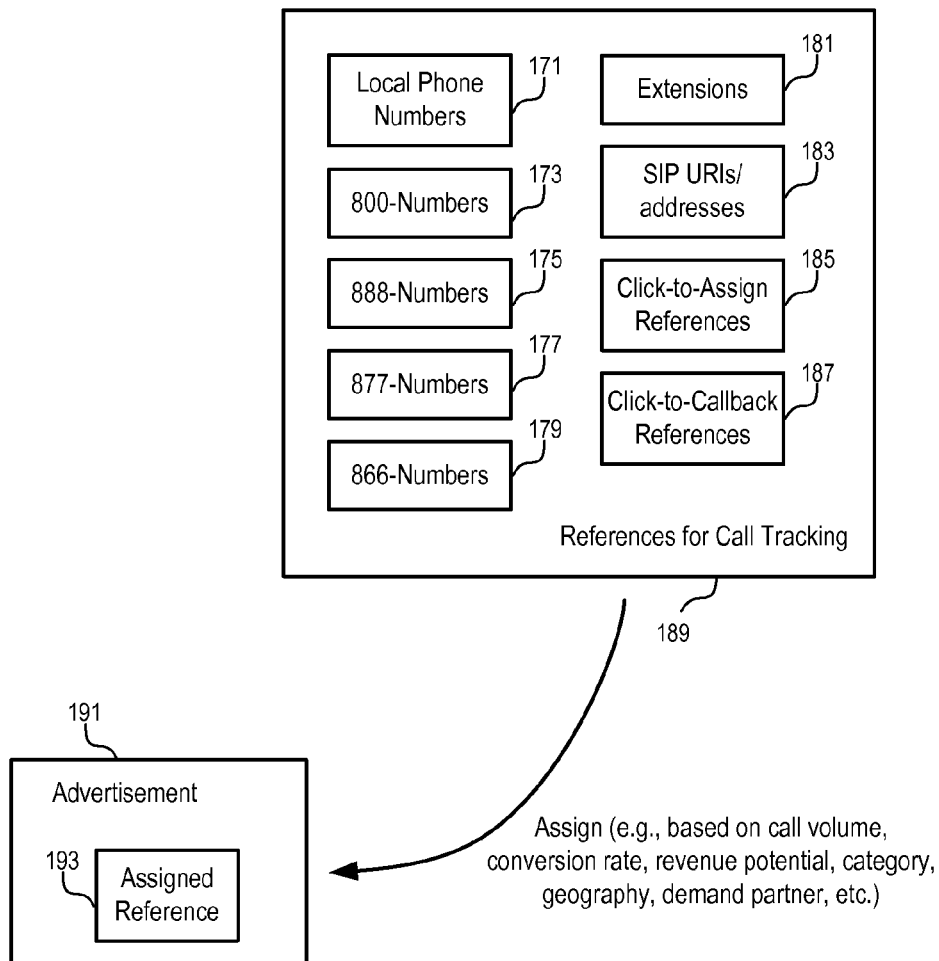 Local Phone
Numbers
171
800-Numbers
173
888-Numbers
175
877-Numbers
177
866-Numbers
179
Extensions
181
SIP URIs/
addresses
183
Click-to-Assign
References
185
Click-to-Callback
References
187
References for Call Tracking
189
191
Advertisement
193
Assigned
Reference
Assign (e.g., based on call volume,
conversion rate, revenue potential, category,
geography, demand partner, etc.)